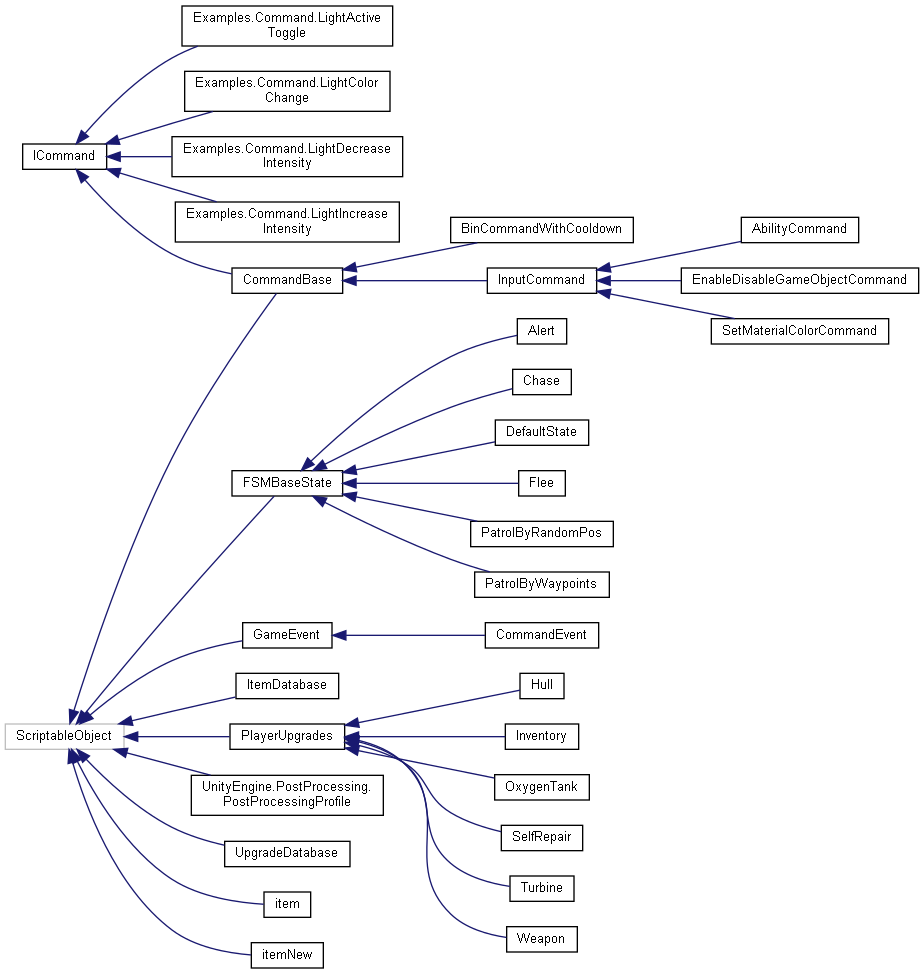 Examples.Command.LightActive
Toggle
Examples.Command.LightColor
Change
ICommand
Examples.Command.LightDecrease
Intensity
Examples.Command.LightIncrease
Intensity
BinCommandWithCooldown
AbilityCommand
CommandBase
InputCommand
EnableDisableGameObjectCommand
SetMaterialColorCommand
Alert
Chase
DefaultState
FSMBaseState
Flee
PatrolByRandomPos
PatrolByWaypoints
GameEvent
CommandEvent
ItemDatabase
Hull
ScriptableObject
PlayerUpgrades
Inventory
UnityEngine.PostProcessing.
PostProcessingProfile
OxygenTank
SelfRepair
UpgradeDatabase
Turbine
item
Weapon
itemNew